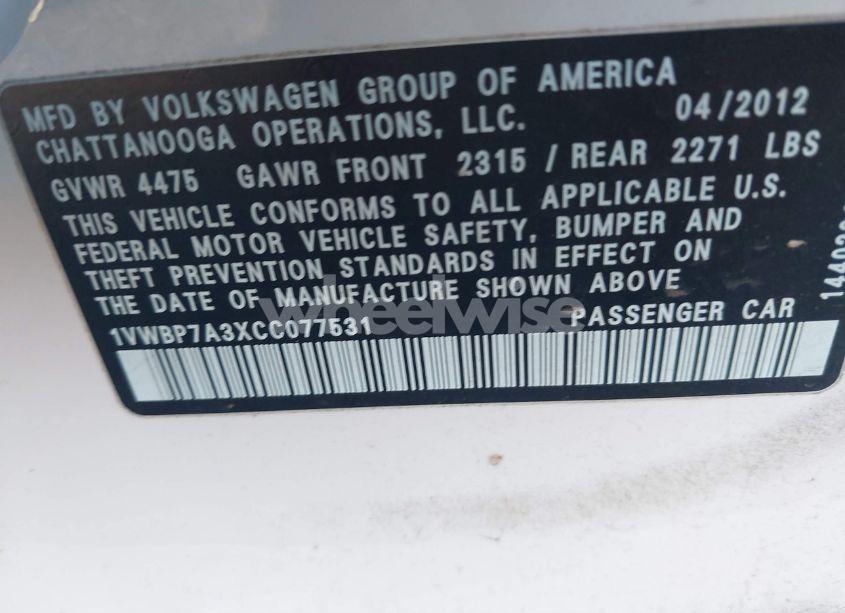 MFD BY VOLKSWAGEN GROUP OF AMERICA
CHATTANOOGA OPERATIONS, LLC. 04/2012
GVWR 4475 GAWR FRONT 2315 / REAR 2271 LBS
THIS VEHICLE CONFORMS TO ALL APPLICABLE U.S.
FEDERAL MOTOR VEHICLE SAFETY, BUMPER AND
THEFT PREVENTION STANDARDS IN EFFECT ON
THE DATE OF MANUFACTURE SHOWN ABOVE
1VWBP7A3XCC077531 PASSENGER CAR
wheelwise